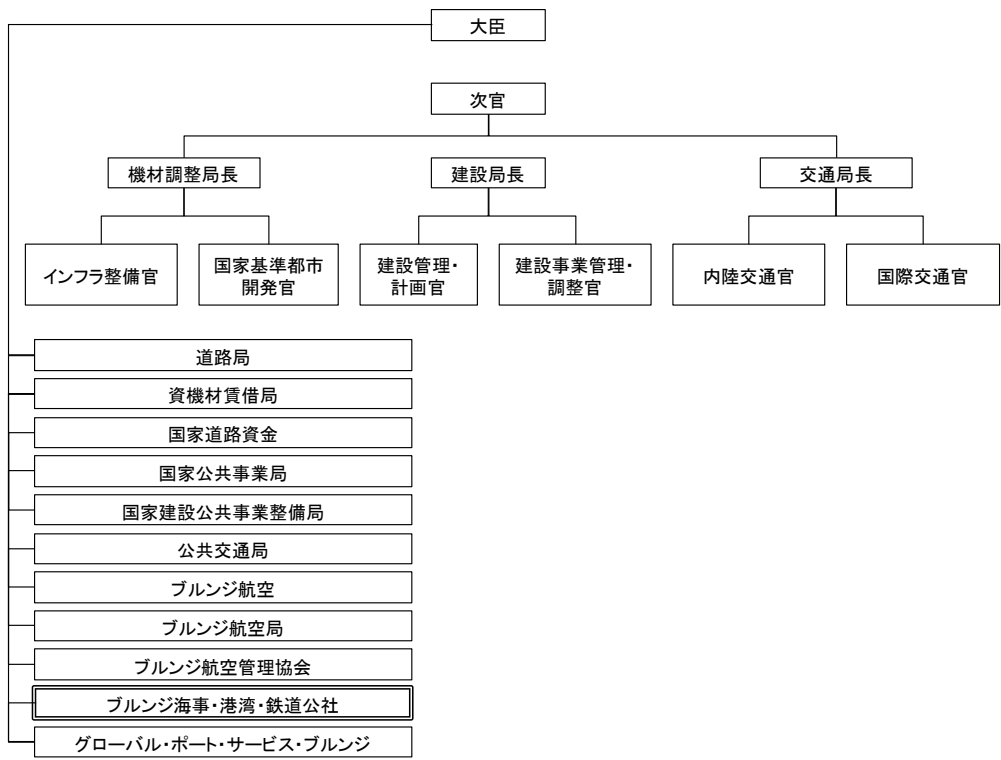 大臣
次官
機材調整局長
建設局長
交通局長
インフラ整備官
国家基準都市
開発官
建設管理・
計画官
建設事業管理・
調整官
内陸交通官
国際交通官
道路局
資機材賃借局
国家道路資金
国家公共事業局
国家建設公共事業整備局
公共交通局
ブルンジ航空
ブルンジ航空局
ブルンジ航空管理協会
ブルンジ海事・港湾・鉄道公社
グローバル・ポート・サービス・ブルンジ